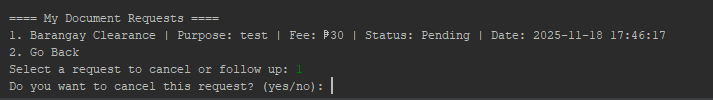 ==== My Document Requests ====
1. Barangay Clearance | Purpose: test | Fee: ₱30 | Status: Pending | Date: 2025-11-18 17:46:17
2. Go Back
Select a request to cancel or follow up: 1
Do you want to cancel this request? (yes/no):